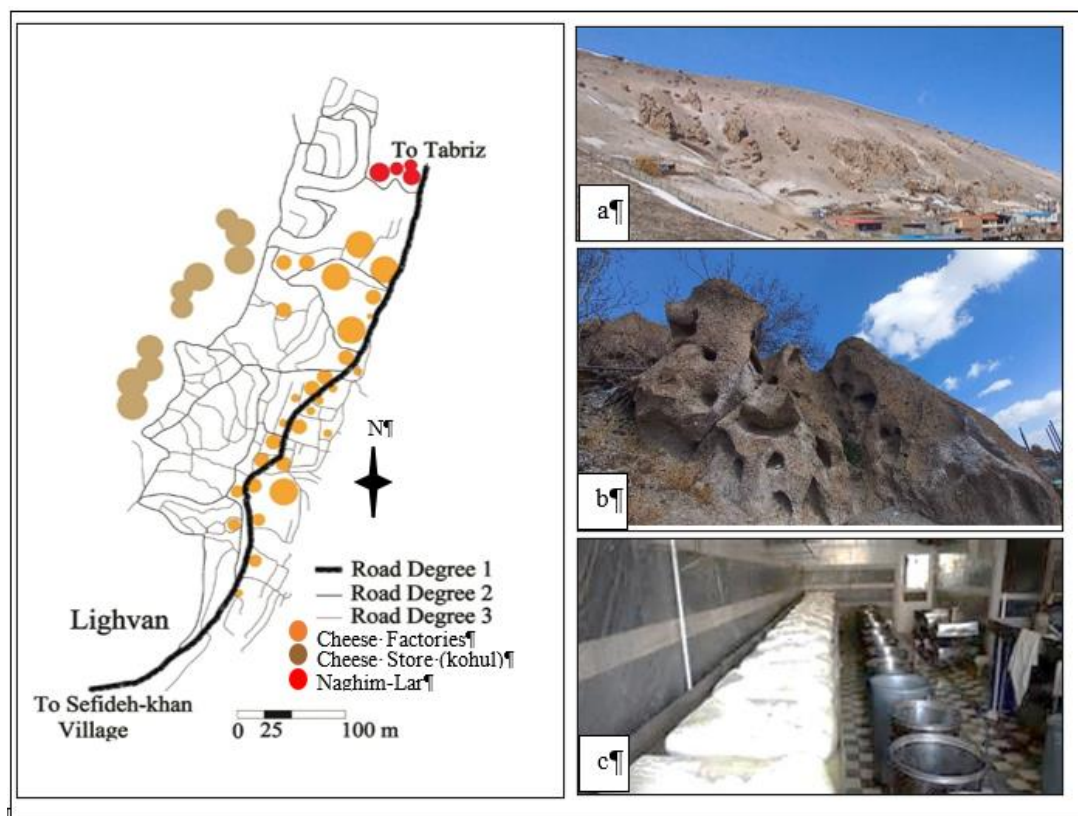 To Tabriz
N¶
Road Degree 1
Road Degree 2
Road Degree 3
Lighvan
Cheese·Factories¶
Cheese·Store·(kohul)¶
Naghim-Lar¶
To Sefideh-khan
Village
0 25 100 m
a¶
b¶
c¶